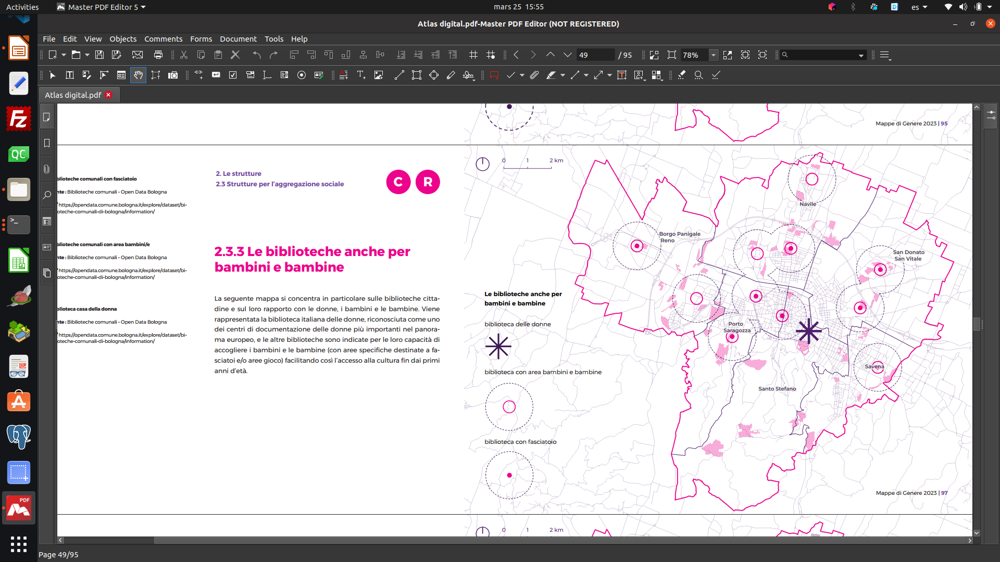 Activities
Master PDF Editor 5
mars 25 15:55
es
Atlas digital.pdf-Master PDF Editor (NOT REGISTERED)
File Edit View Objects Comments Forms Document Tools Help
49 / 95
78%
Atlas digital.pdf
Mappe di Genere 2023 | 95
blioteche comunali con fasciatoio
nte : Biblioteche comunali - Open Data Bologna
https://opendata.comune.bologna.it/explore/dataset/bi-
oteche-comunali-di-bologna/information/
blioteche comunali con area bambini/e
nte : Biblioteche comunali - Open Data Bologna
https://opendata.comune.bologna.it/explore/dataset/bi-
oteche-comunali-di-bologna/information/
blioteca casa della donna
nte : Biblioteche comunali - Open Data Bologna
https://opendata.comune.bologna.it/explore/dataset/bi-
oteche-comunali-di-bologna/information/
2. Le strutture
2.3 Strutture per l'aggregazione sociale
C R
2.3.3 Le biblioteche anche per
bambini e bambine
La seguente mappa si concentra in particolare sulle biblioteche citta-
dine e sul loro rapporto con le donne, i bambini e le bambine. Viene
rappresentata la biblioteca italiana delle donne, riconosciuta come uno
dei centri di documentazione delle donne più importanti nel panora-
ma europeo, e le altre biblioteche sono indicate per le loro capacità di
accogliere i bambini e le bambine (con aree specifiche destinate a fa-
sciatoi e/o aree gioco) facilitando così l'accesso alla cultura fin dai primi
anni d'età.
0 1 2 km
Le biblioteche anche per
bambini e bambine
biblioteca delle donne
biblioteca con area bambini e bambine
biblioteca con fasciatoio
Navile
Borgo Panigale
Reno
San Donato
San Vitale
Porto
Saragozza
Savena
Santo Stefano
Mappe di Genere 2023 | 97
0 1 2 km
Page 49/95
Fz
QC
>_
A
PDF